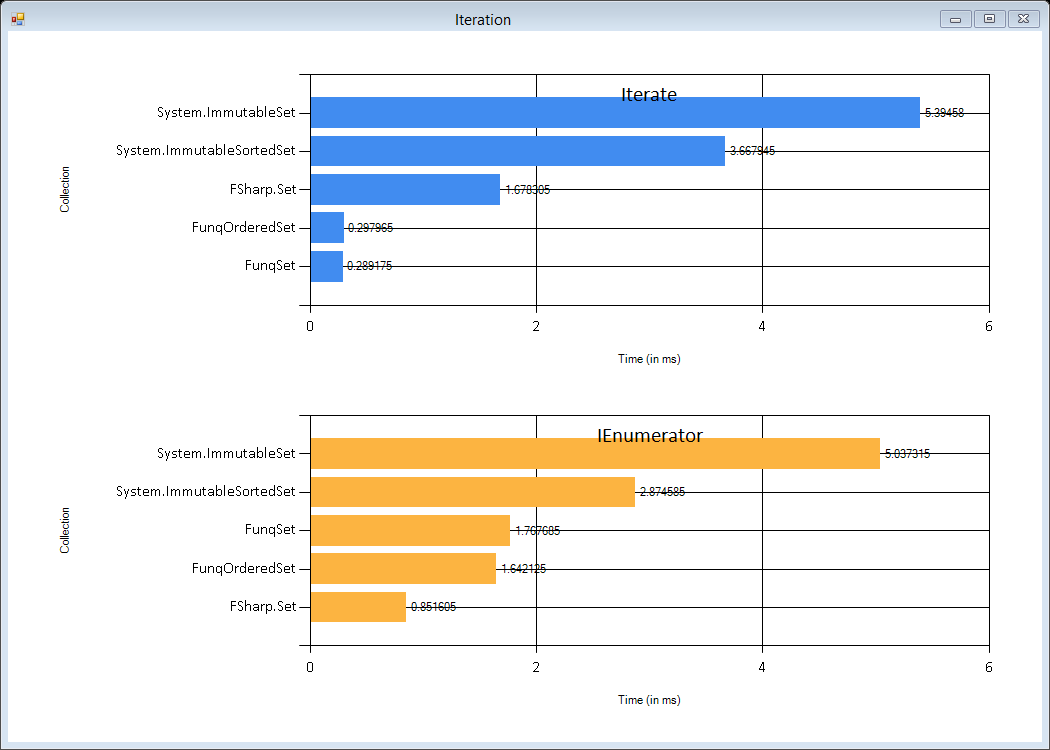 Iteration
Iterate
System.ImmutableSet
5.39458
System.ImmutableSortedSet
3.667945
FSharp.Set
1.678305
FunqOrderedSet
0.297965
FunqSet
0.289175
Collection
0 2 4 6
Time (in ms)
IEnumerator
System.ImmutableSet
5.037315
System.ImmutableSortedSet
2.874585
FunqSet
1.767685
FunqOrderedSet
1.642125
FSharp.Set
0.851605
Collection
0 2 4 6
Time (in ms)